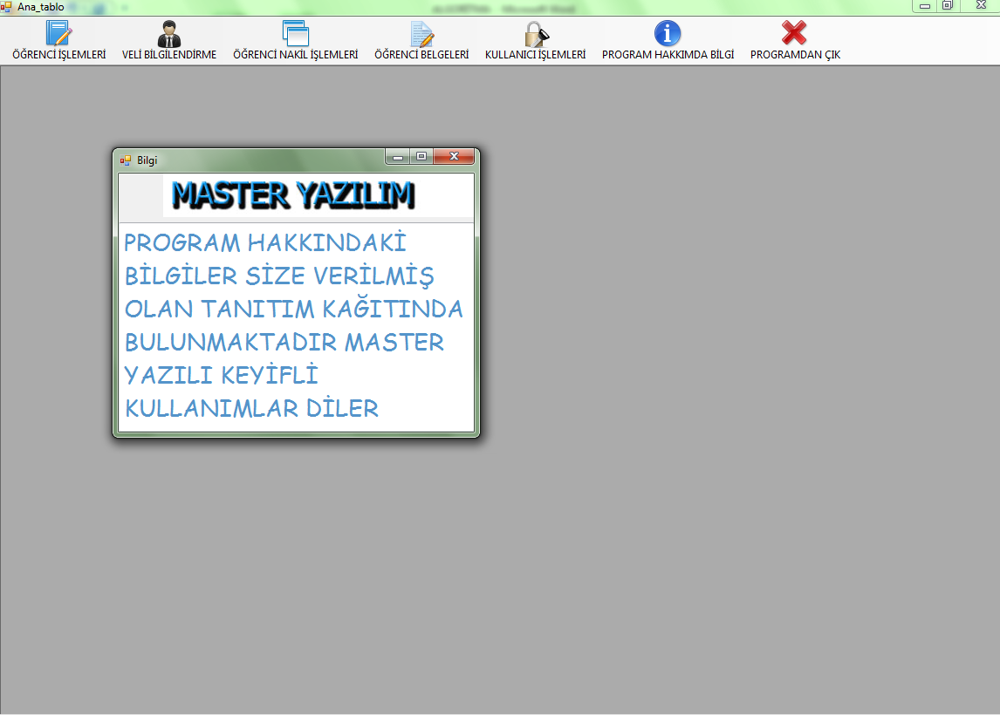 Ana_tablo
ÖĞRENCİ İŞLEMLERİ VELİ BİLGİLENDİRME ÖĞRENCİ NAKİL İŞLEMLERİ ÖĞRENCİ BELGELERİ KULLANICI İŞLEMLERİ PROGRAM HAKKIMDA BİLGİ PROGRAMDAN ÇIK
Bilgi
MASTER YAZILIM
PROGRAM HAKKINDAKİ
BİLGİLER SİZE VERİLMİŞ
OLAN TANITIM KAĞITINDA
BULUNMAKTADIR MASTER
YAZILI KEYİFLİ
KULLANIMLAR DİLER